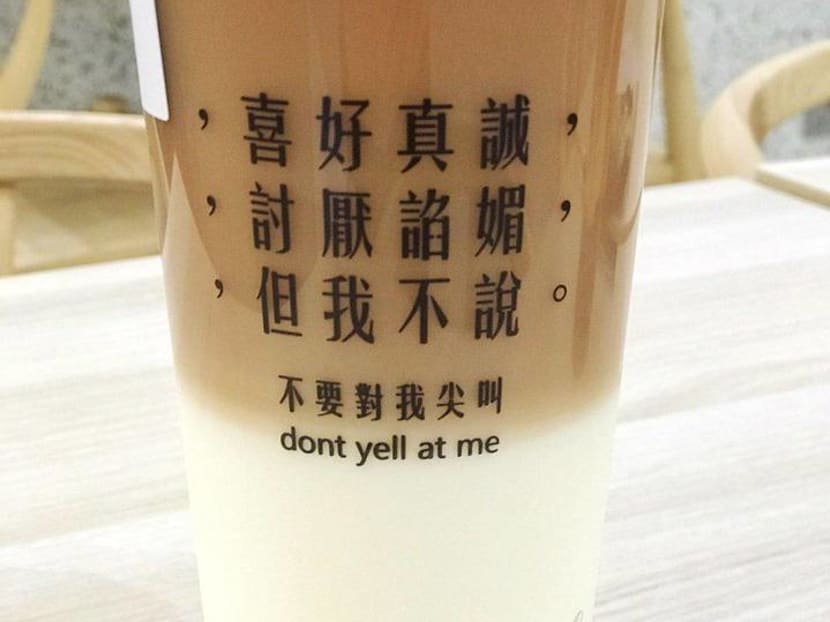 ，喜好真誠，
，討厭諂媚，
，但我不說。
不要對我尖叫
dont yell at me